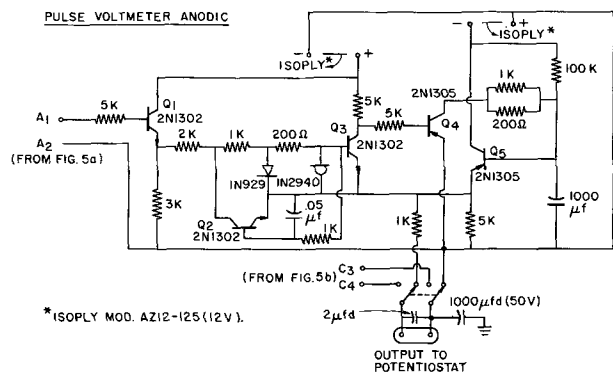 PULSE VOLTMETER ANODIC
- +
ISOPLY*
- +
ISOPLY*
5K
Q1
2N1302
A1
A2
(FROM FIG.5a)
2K
1K
200Ω
5K
Q3
2N1302
5K
2N1305
Q4
1K
200Ω
100K
Q5
2N1305
3K
1N929
1N2940
Q2
2N1302
.05
μf
1K
1K
5K
1000
μf
(FROM FIG.5b)
C3
C4
2μfd
1000μfd(50V)
*ISOPLY MOD. AZ12-125(12V).
OUTPUT TO
POTENTIOSTAT